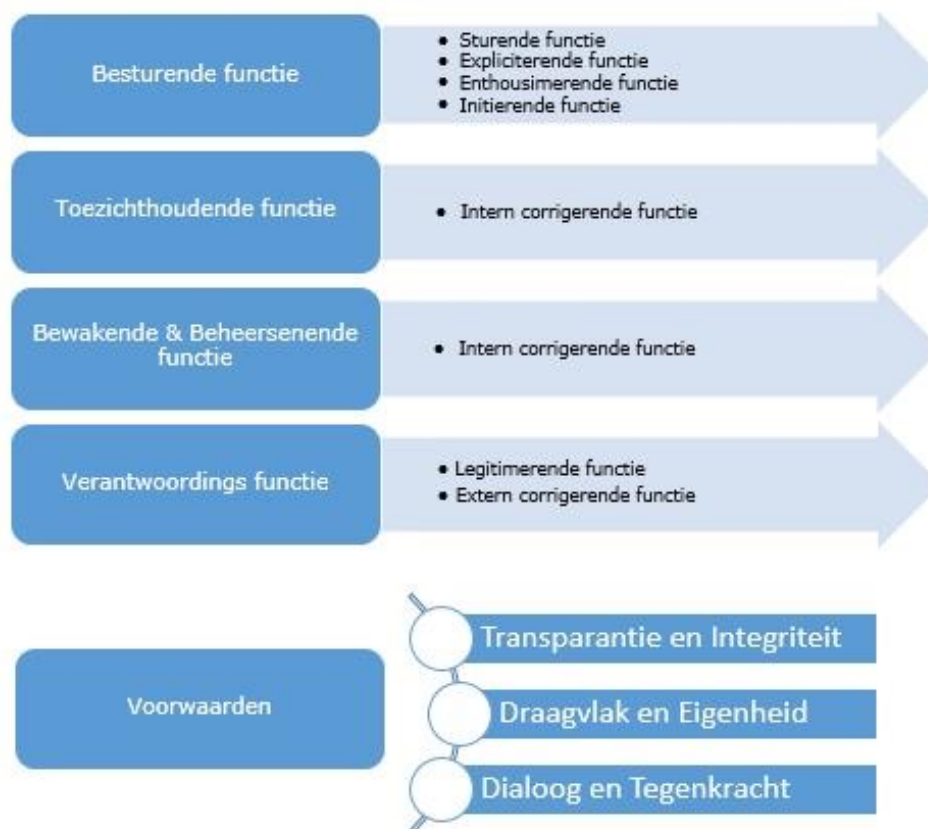 Besturende functie
• Sturende functie
• Expliciterende functie
• Enthousimerende functie
• Initierende functie
Toezichthoudende functie
• Intern corrigerende functie
Bewakende & Beheersenende
functie
• Intern corrigerende functie
Verantwoordings functie
• Legitimerende functie
• Extern corrigerende functie
Voorwaarden
Transparantie en Integriteit
Draagvlak en Eigenheid
Dialoog en Tegenkracht